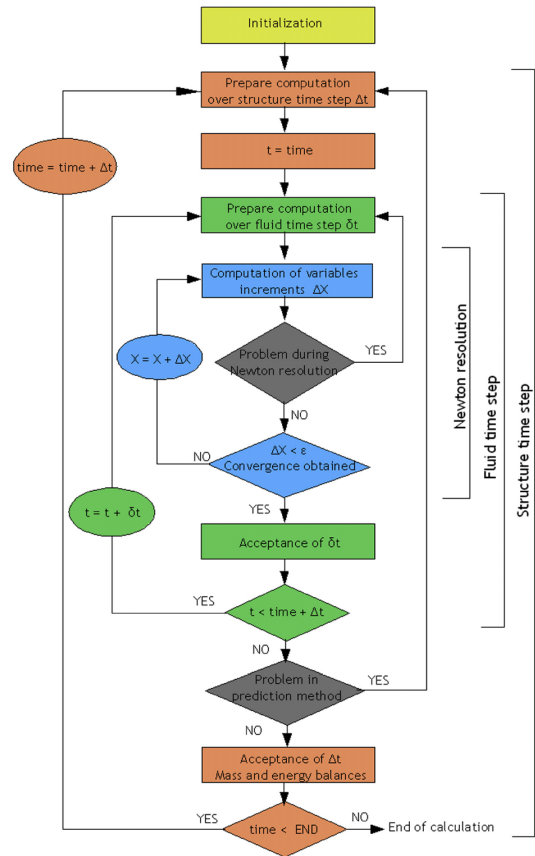 Initialization
Prepare computation
over structure time step Δt
time = time + Δt
t = time
Prepare computation
over fluid time step δt
Computation of variables
increments ΔX
X = X + ΔX
Problem during
Newton resolution
YES
NO
NO
ΔX < ε
Convergence obtained
YES
t = t + δt
Acceptance of δt
YES
t < time + Δt
NO
Problem in
prediction method
YES
NO
Acceptance of Δt
Mass and energy balances
YES
time < END
NO
End of calculation
Newton resolution
Fluid time step
Structure time step